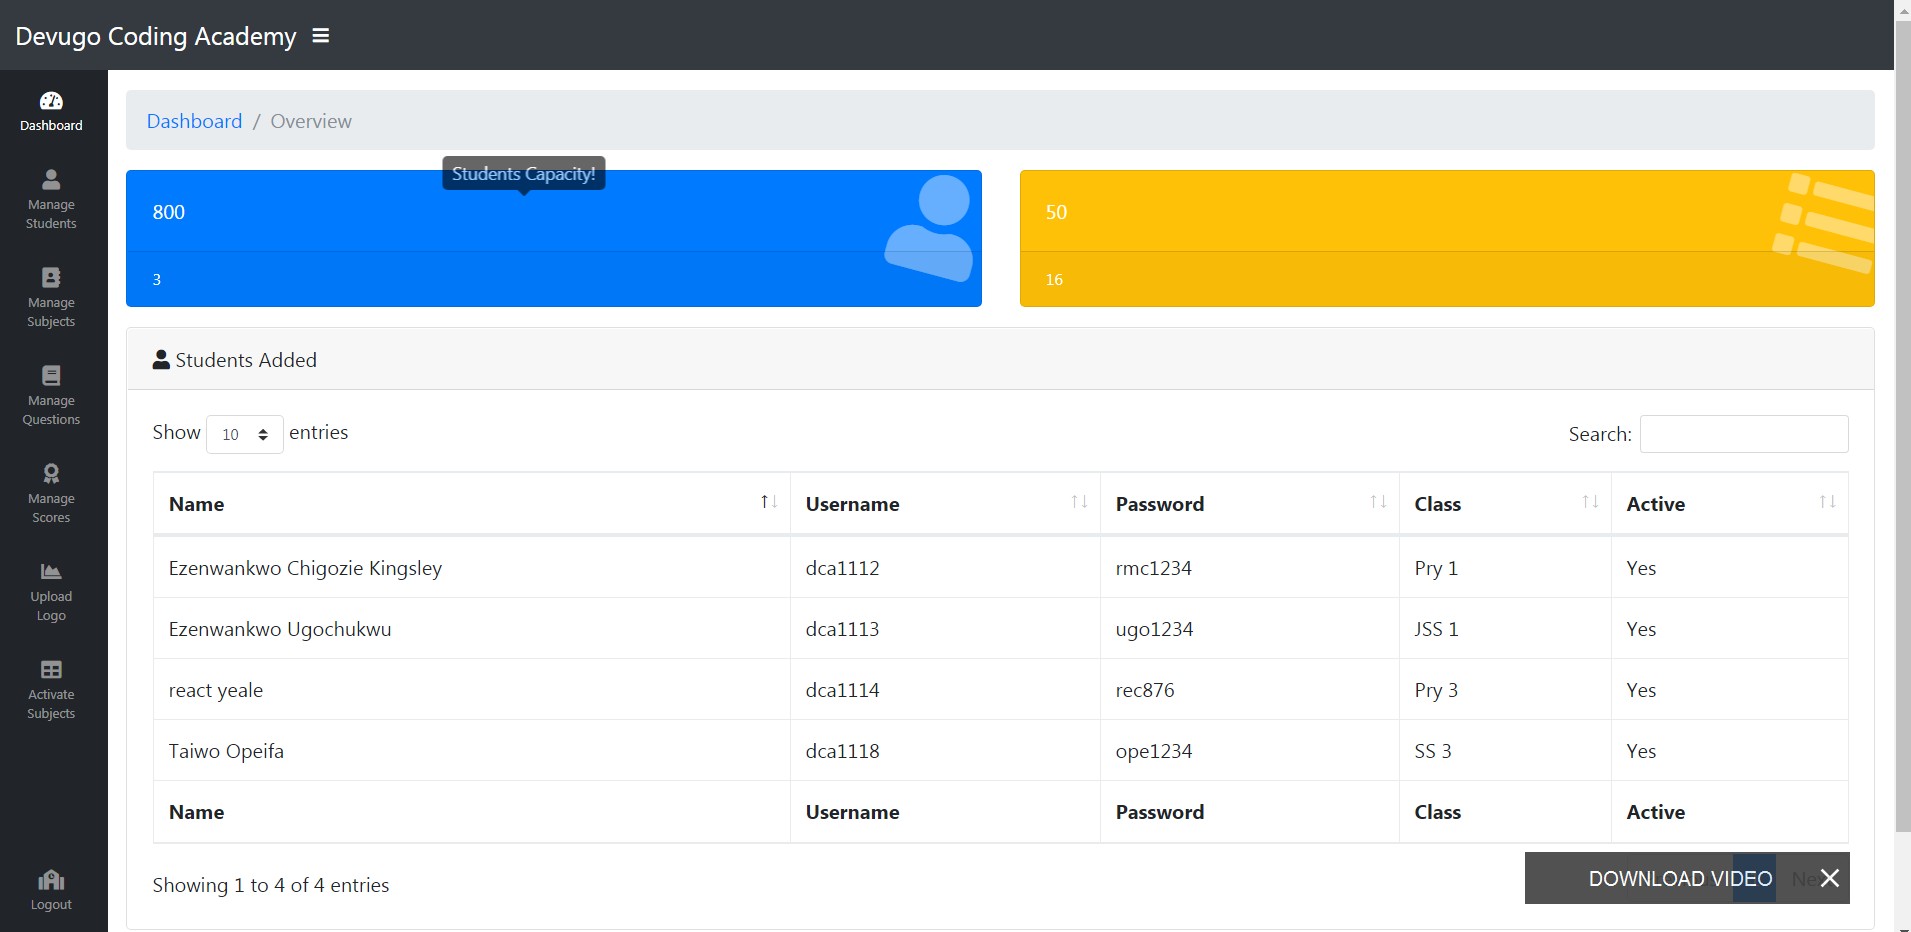 Devugo Coding Academy
Dashboard
Manage
Students
Manage
Subjects
Manage
Questions
Manage
Scores
Upload
Logo
Activate
Subjects
Logout
Dashboard / Overview
Students Capacity!
800
3
50
16
Students Added
Show 10 entries
Search:
Name Username Password Class Active
Ezenwankwo Chigozie Kingsley dca1112 rmc1234 Pry 1 Yes
Ezenwankwo Ugochukwu dca1113 ugo1234 JSS 1 Yes
react yeale dca1114 rec876 Pry 3 Yes
Taiwo Opeifa dca1118 ope1234 SS 3 Yes
Name Username Password Class Active
Showing 1 to 4 of 4 entries
DOWNLOAD VIDEO